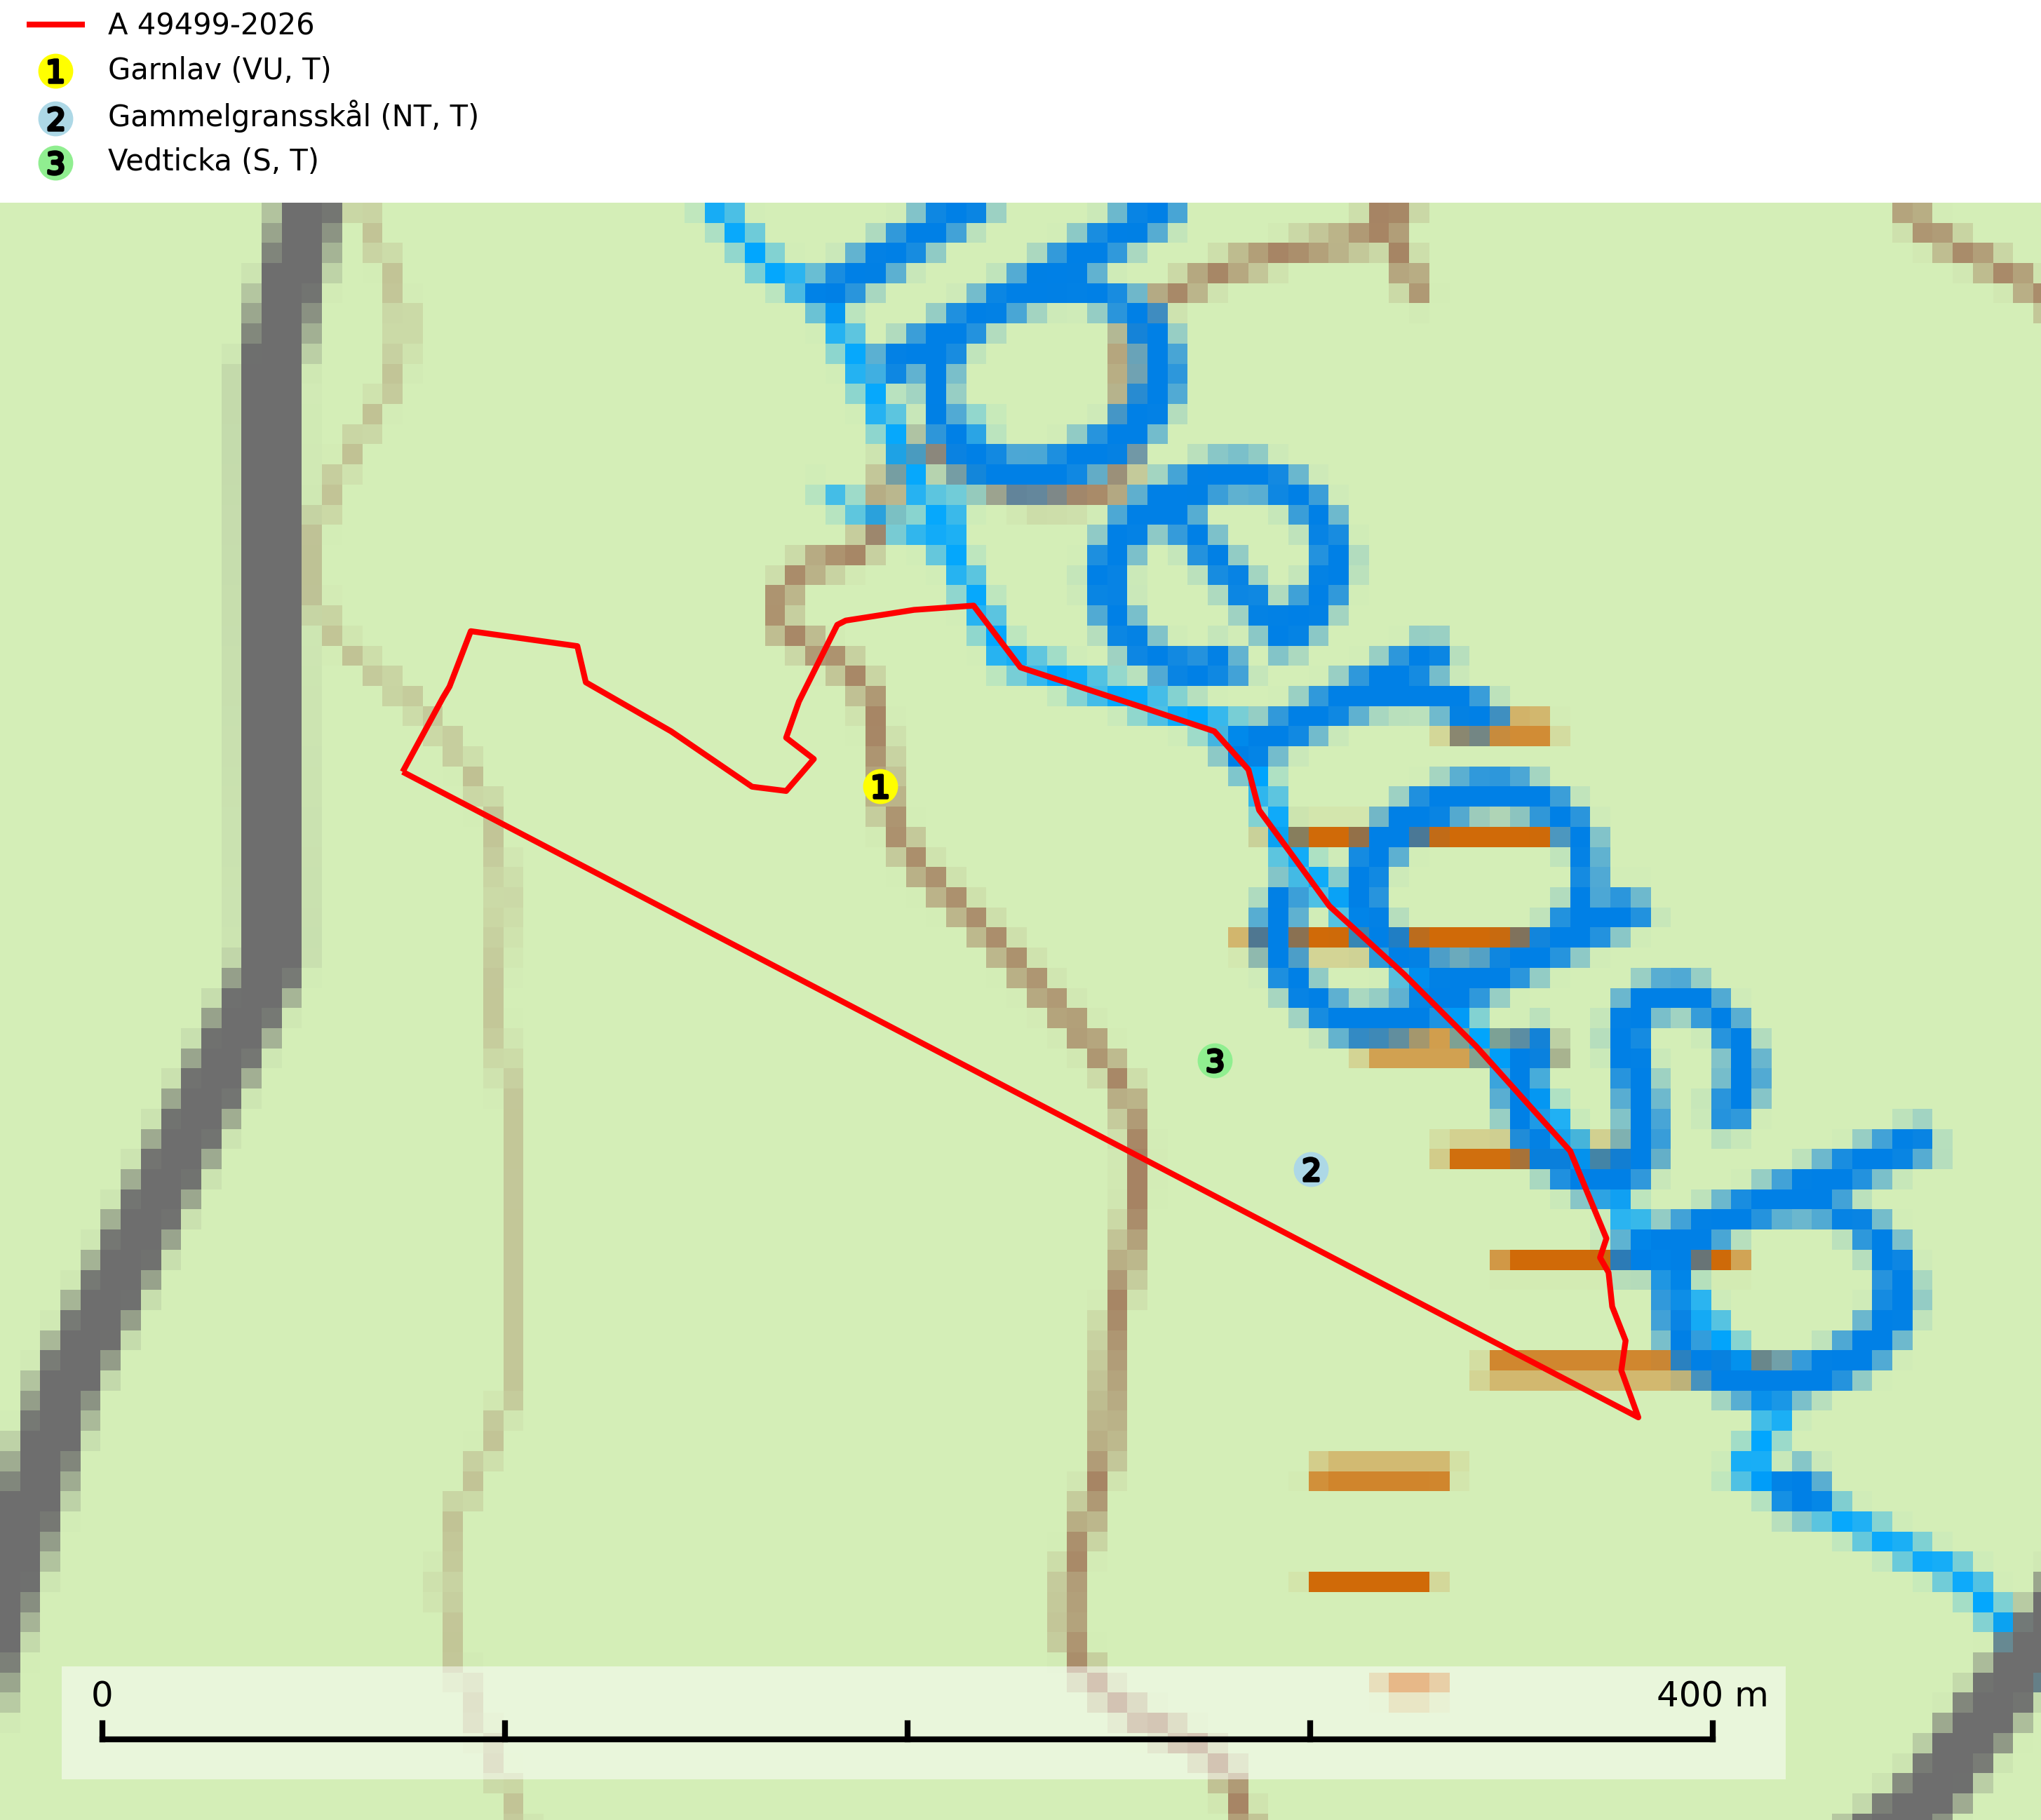 A 49499-2026
1 Garnlav (VU, T)
2 Gammelgransskål (NT, T)
3 Vedticka (S, T)
1
3
2
0 400 m